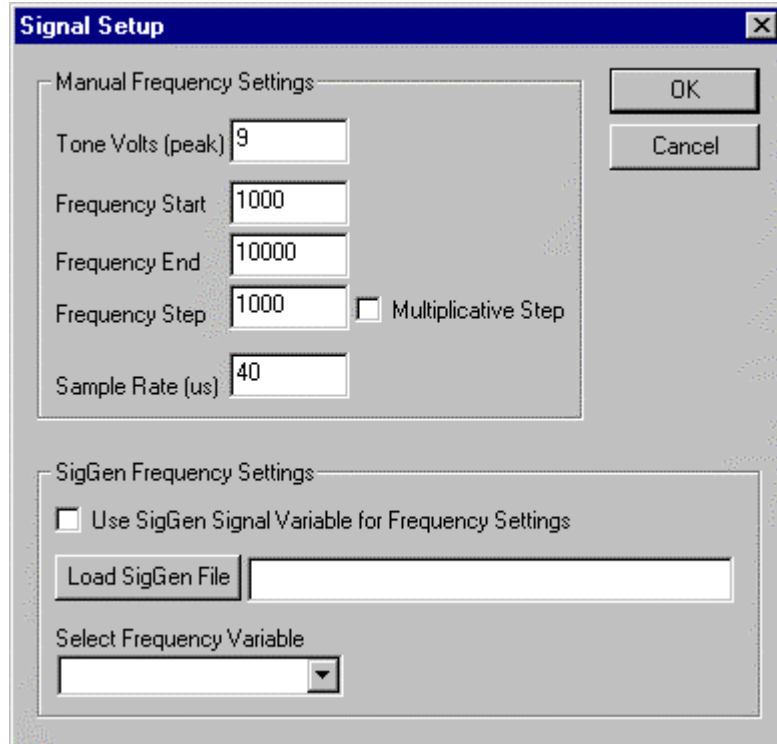 Signal Setup
Manual Frequency Settings
OK
Tone Volts (peak) 9
Cancel
Frequency Start 1000
Frequency End 10000
Frequency Step 1000 Multiplicative Step
Sample Rate (us) 40
SigGen Frequency Settings
Use SigGen Signal Variable for Frequency Settings
Load SigGen File
Select Frequency Variable